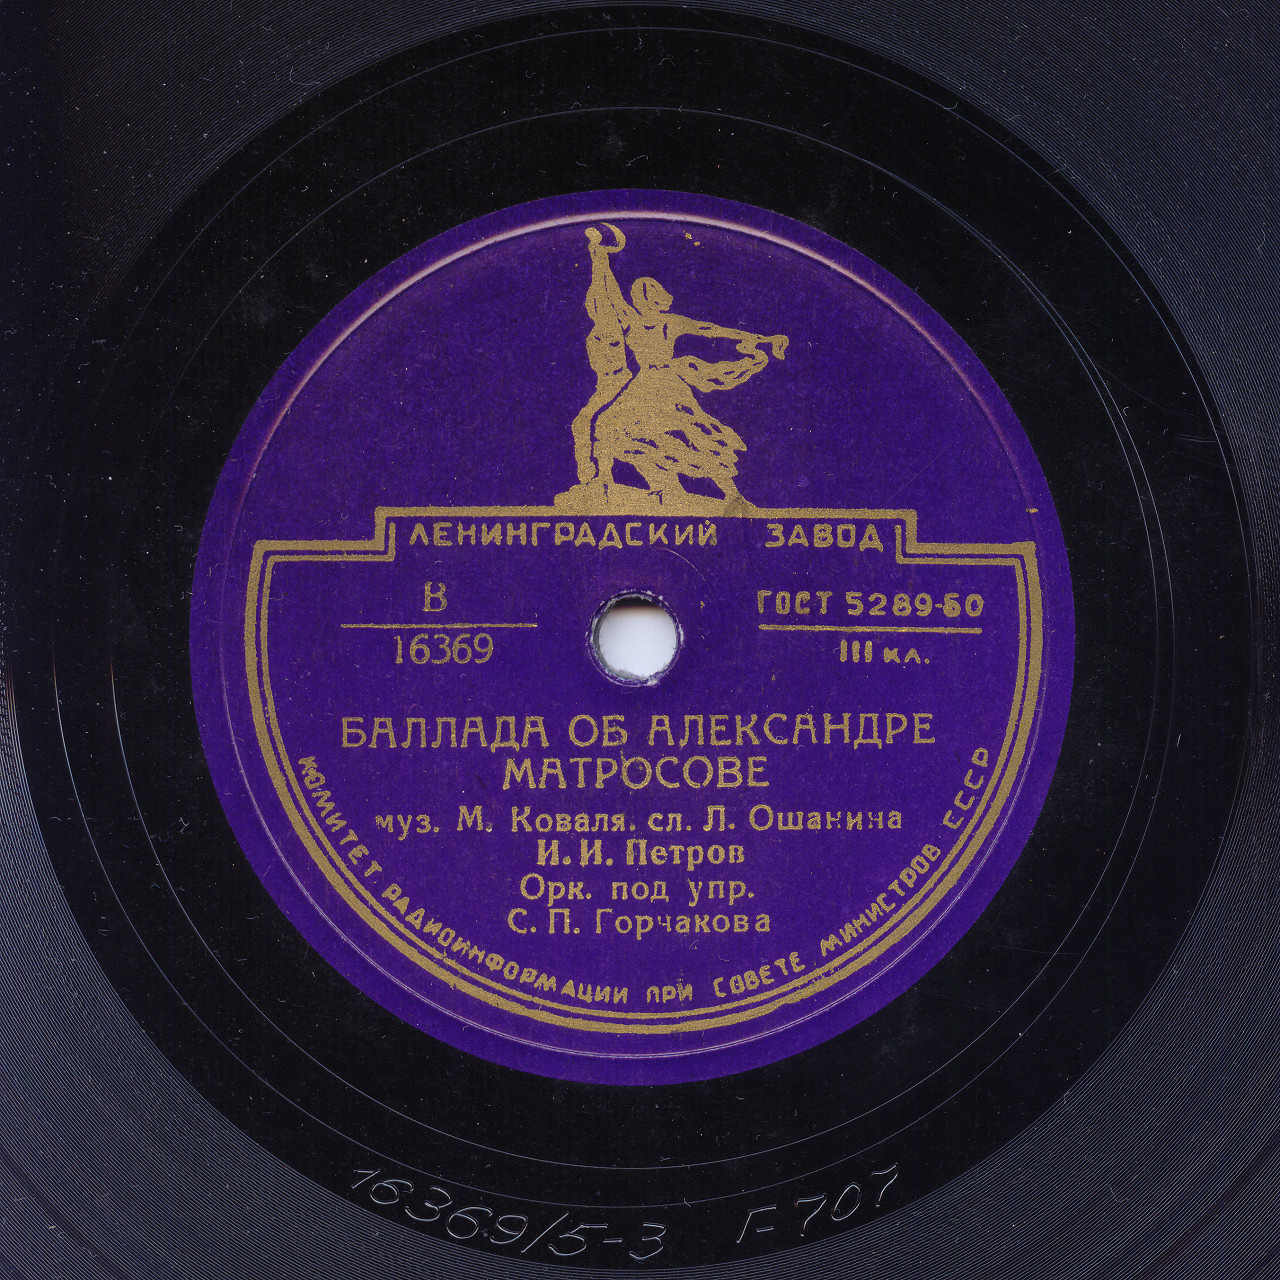 ЛЕНИНГРАДСКИЙ ЗАВОД
В
16369
ГОСТ 5289-50
III кл.
БАЛЛАДА ОБ АЛЕКСАНДРЕ
МАТРОСОВЕ
муз. М. Коваля. сл. Л. Ошанина
И. И. Петров
Орк. под упр.
С. П. Горчакова
КОМИТЕТ РАДИОИНФОРМАЦИИ ПРИ СОВЕТЕ МИНИСТРОВ СССР
16369/5-3 Г-707